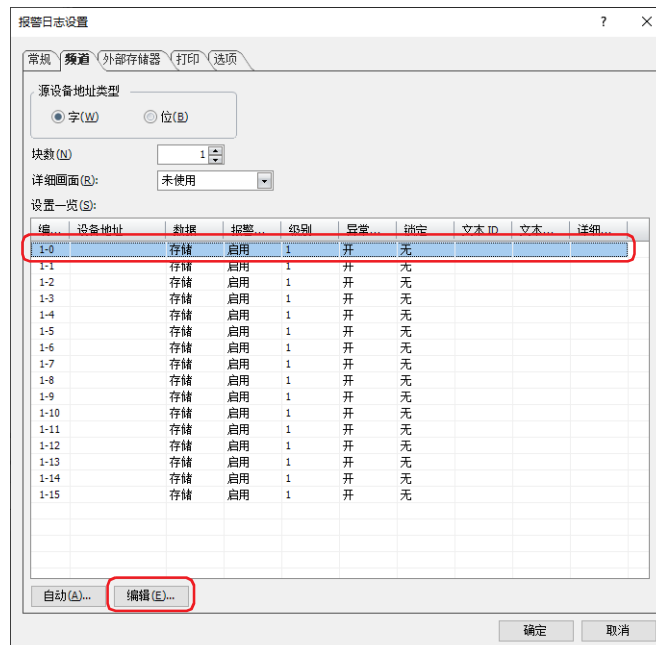 报警日志设置 ? ×
常规 频道 外部存储器 打印 选项
源设备地址类型
字(W) 位(B)
块数(N) 1
详细画面(R): 未使用
设置一览(S):
编... 设备地址 数据 报警... 级别 异常... 锁定 文本 ID 文本... 详细...
1-0 存储 启用 1 开 无
1-1 存储 启用 1 开 无
1-2 存储 启用 1 开 无
1-3 存储 启用 1 开 无
1-4 存储 启用 1 开 无
1-5 存储 启用 1 开 无
1-6 存储 启用 1 开 无
1-7 存储 启用 1 开 无
1-8 存储 启用 1 开 无
1-9 存储 启用 1 开 无
1-10 存储 启用 1 开 无
1-11 存储 启用 1 开 无
1-12 存储 启用 1 开 无
1-13 存储 启用 1 开 无
1-14 存储 启用 1 开 无
1-15 存储 启用 1 开 无
自动(A)... 编辑(E)...
确定 取消